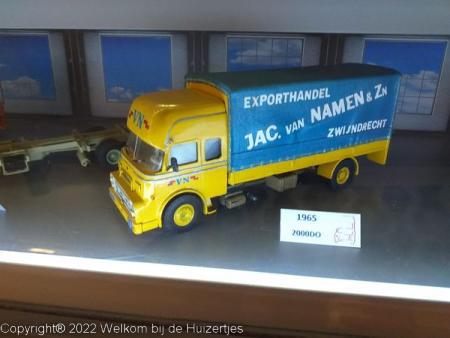 EXPORTHANDEL
JAC. VAN NAMEN & ZN
ZWIJNDRECHT
VN
VN
1965
2000DO
Copyright® 2022 Welkom bij de Huizertjes